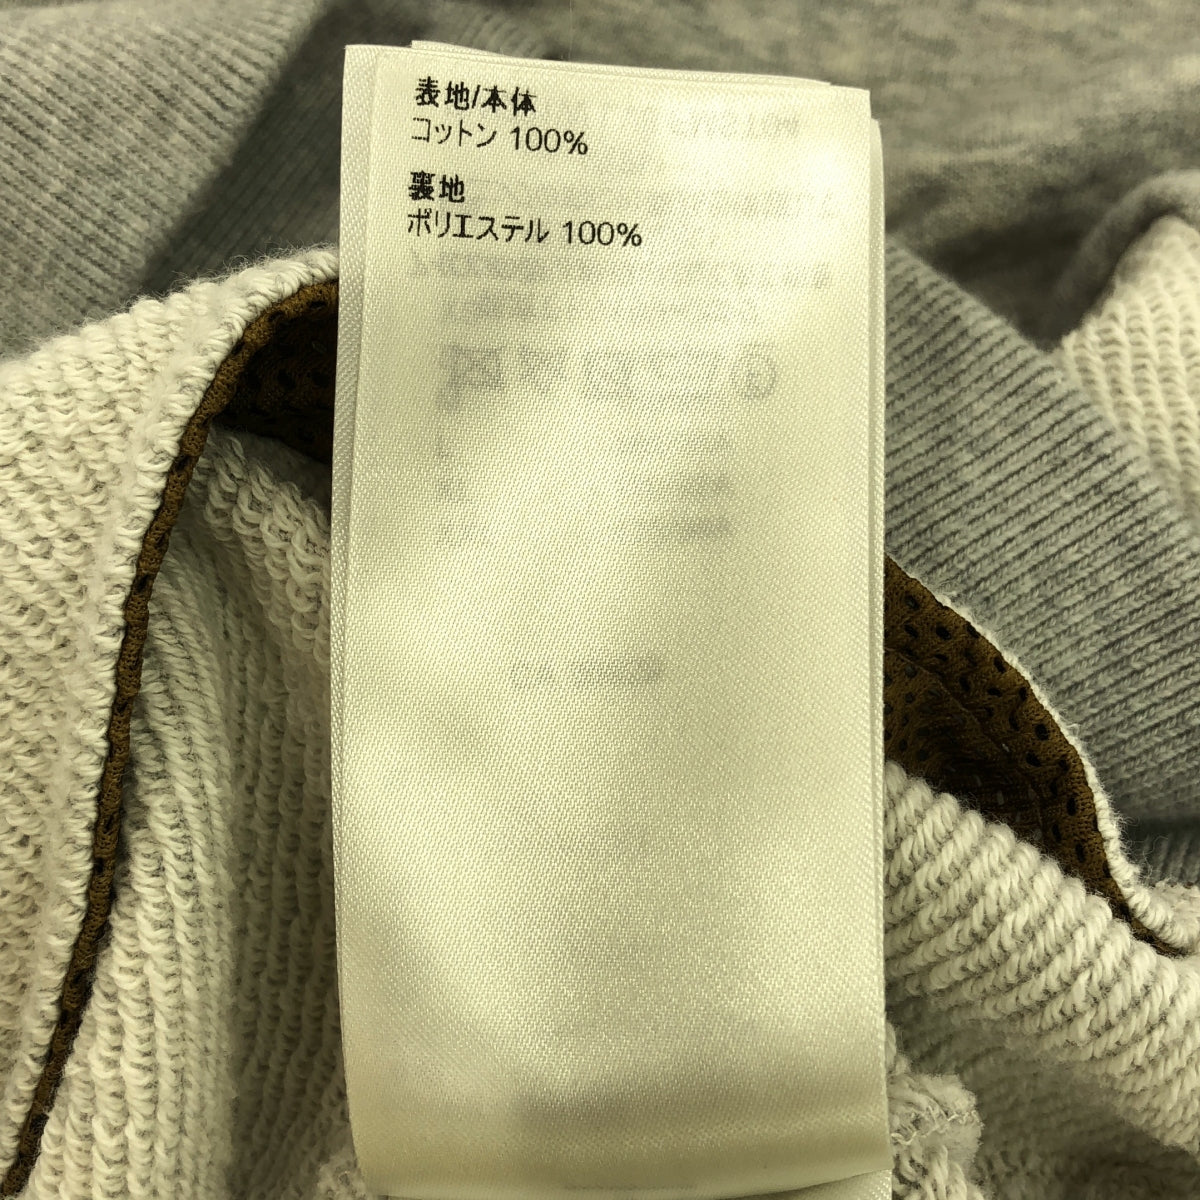 表地/本体
コットン 100%
裏地
ポリエステル 100%